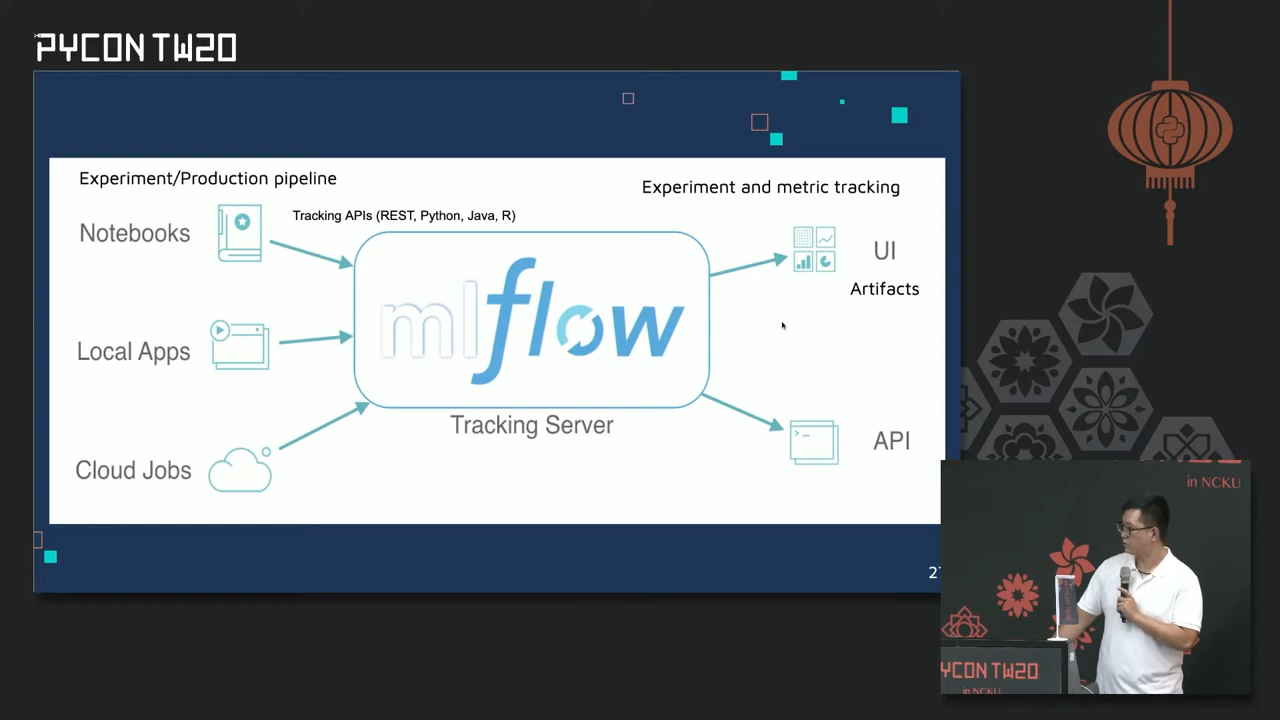 PYCON TW20
Experiment/Production pipeline
Experiment and metric tracking
Tracking APIs (REST, Python, Java, R)
Notebooks
UI
Artifacts
mlflow
Local Apps
Tracking Server
API
Cloud Jobs
in NCKU
YCON TW20
in NCKU